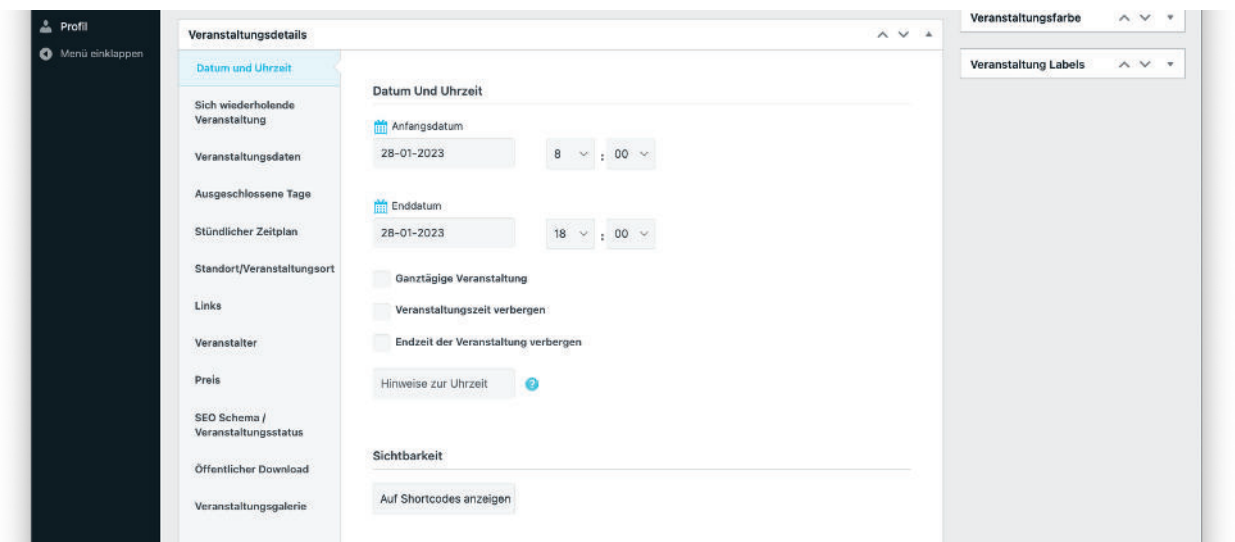 Profil
Menü einklappen
Veranstaltungsdetails
Datum und Uhrzeit
Sich wiederholende
Veranstaltung
Veranstaltungsdaten
Ausgeschlossene Tage
Stündlicher Zeitplan
Standort/Veranstaltungsort
Links
Veranstalter
Preis
SEO Schema /
Veranstaltungsstatus
Öffentlicher Download
Veranstaltungsgalerie
Datum Und Uhrzeit
Anfangsdatum
28-01-2023 8 : 00
Enddatum
28-01-2023 18 : 00
Ganztägige Veranstaltung
Veranstaltungszeit verbergen
Endzeit der Veranstaltung verbergen
Hinweise zur Uhrzeit ?
Sichtbarkeit
Auf Shortcodes anzeigen
Veranstaltungsfarbe
Veranstaltung Labels